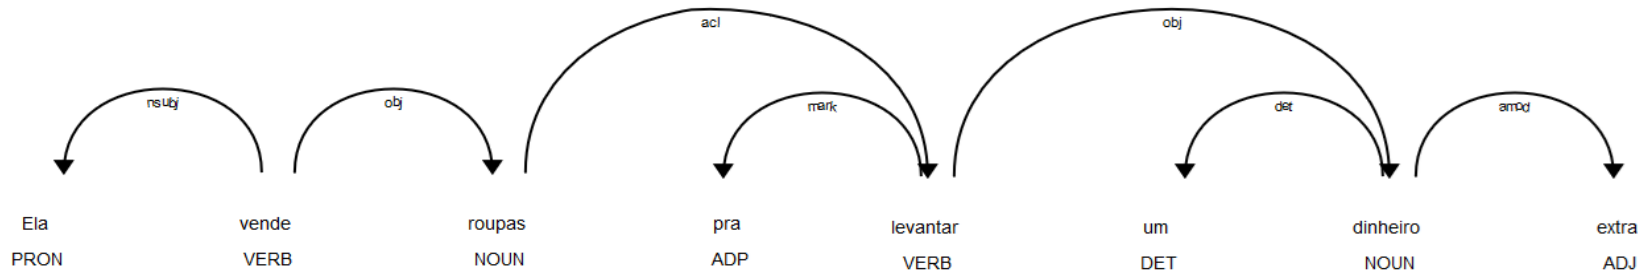 acl obj
nsubj obj mark det amod
Ela vende roupas pra levantar um dinheiro extra
PRON VERB NOUN ADP VERB DET NOUN ADJ